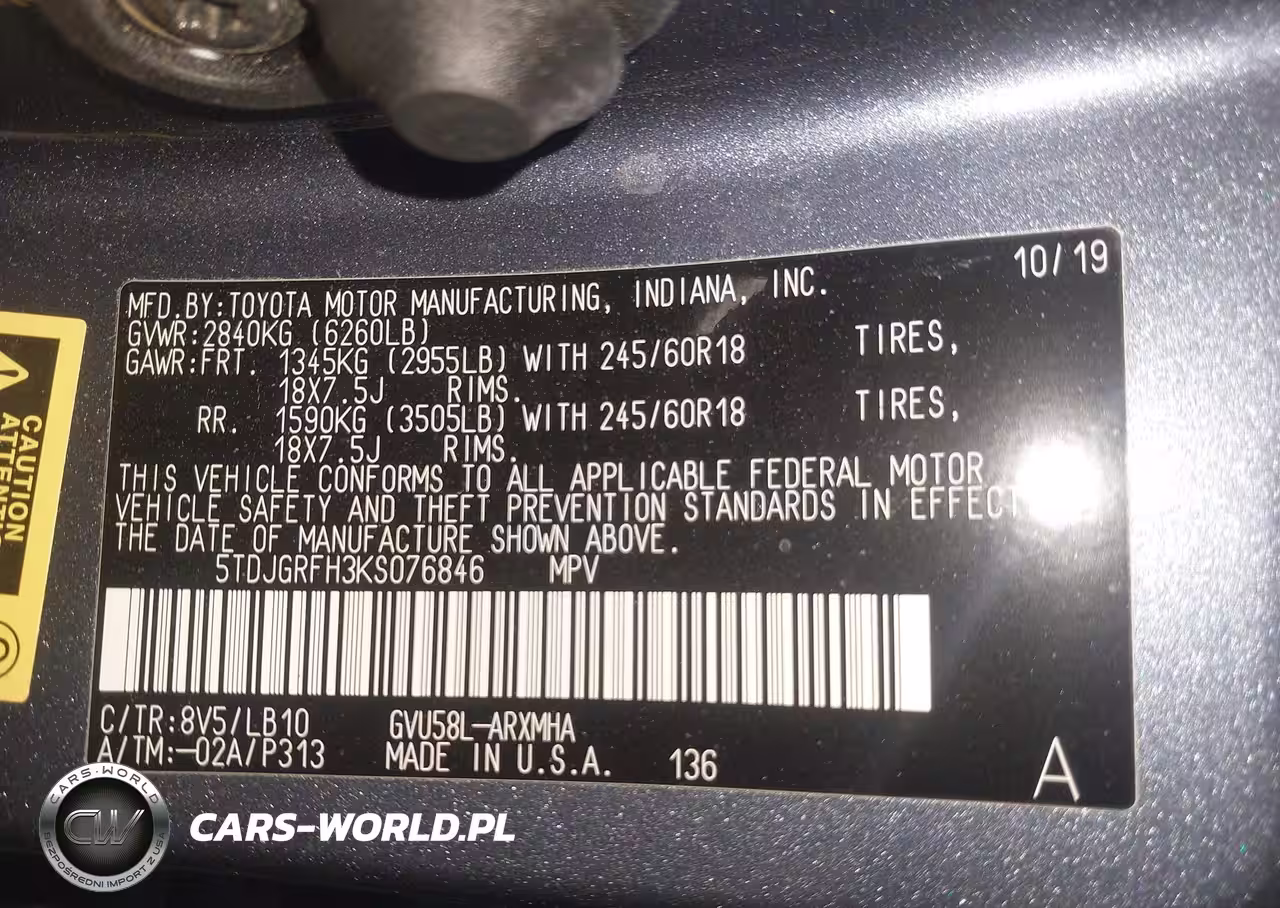 10/19
MFD.BY:TOYOTA MOTOR MANUFACTURING, INDIANA, INC.
GVWR:2840KG (6260LB)
GAWR:FRT. 1345KG (2955LB) WITH 245/60R18 TIRES,
18X7.5J RIMS.
RR. 1590KG (3505LB) WITH 245/60R18 TIRES,
18X7.5J RIMS.
THIS VEHICLE CONFORMS TO ALL APPLICABLE FEDERAL MOTOR
VEHICLE SAFETY AND THEFT PREVENTION STANDARDS IN EFFECT
THE DATE OF MANUFACTURE SHOWN ABOVE.
5TDJGRFH3KS076846 MPV
C/TR:8V5/LB10 GVU58L-ARXMHA
A/TM:-02A/P313 MADE IN U.S.A. 136
A
CAUTION
CARS-WORLD
CW
BEZPOŚREDNI IMPORT Z USA
CARS-WORLD.PL